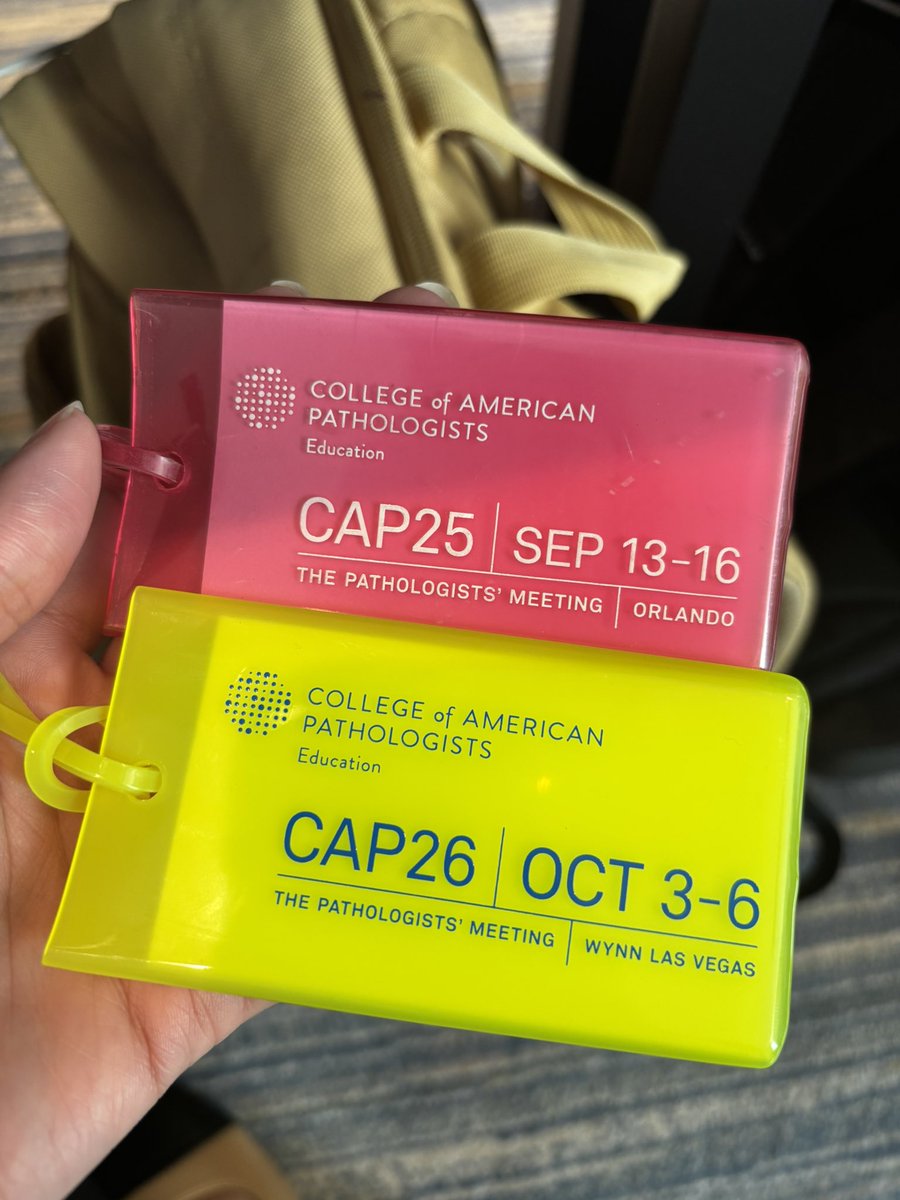 COLLEGE of AMERICAN
PATHOLOGISTS
Education
CAP25 | SEP 13-16
THE PATHOLOGISTS' MEETING | ORLANDO
COLLEGE of AMERICAN
PATHOLOGISTS
Education
CAP26 | OCT 3-6
THE PATHOLOGISTS' MEETING | WYNN LAS VEGAS